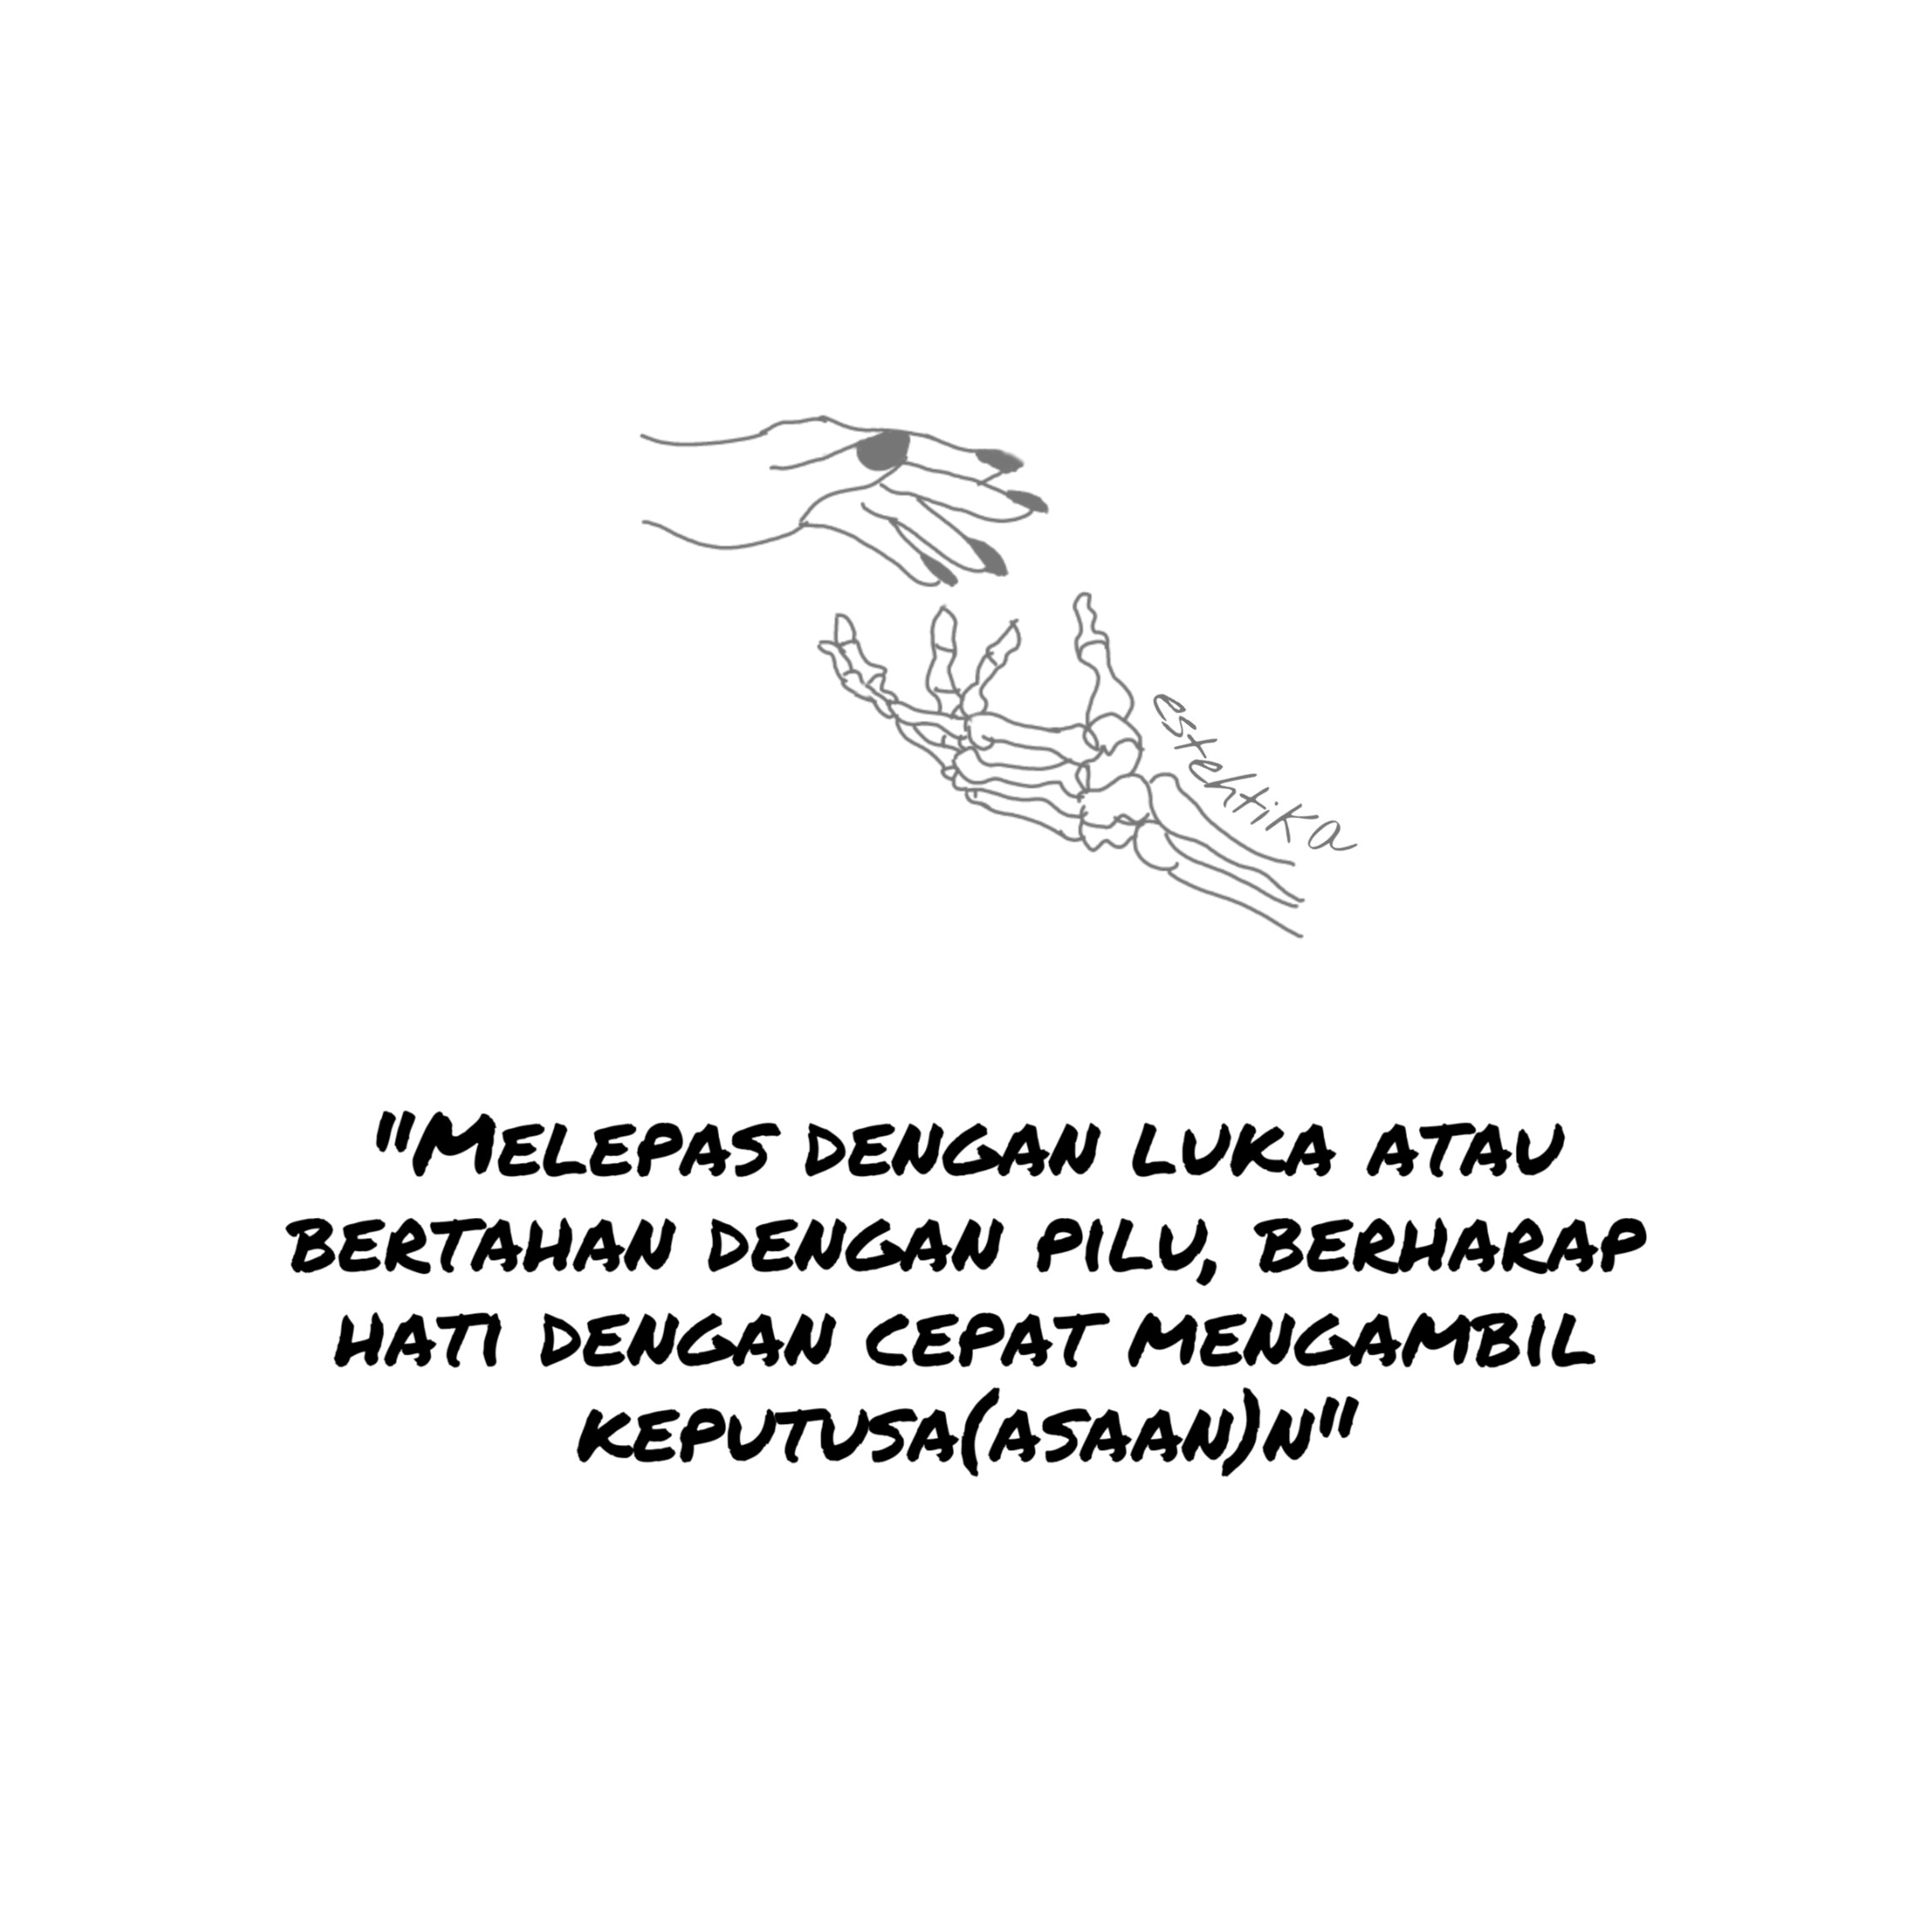 estehtika
"Melepas dengan luka atau
bertahan dengan pilu, berharap
hati dengan cepat mengambil
keputusa(asaan)n"